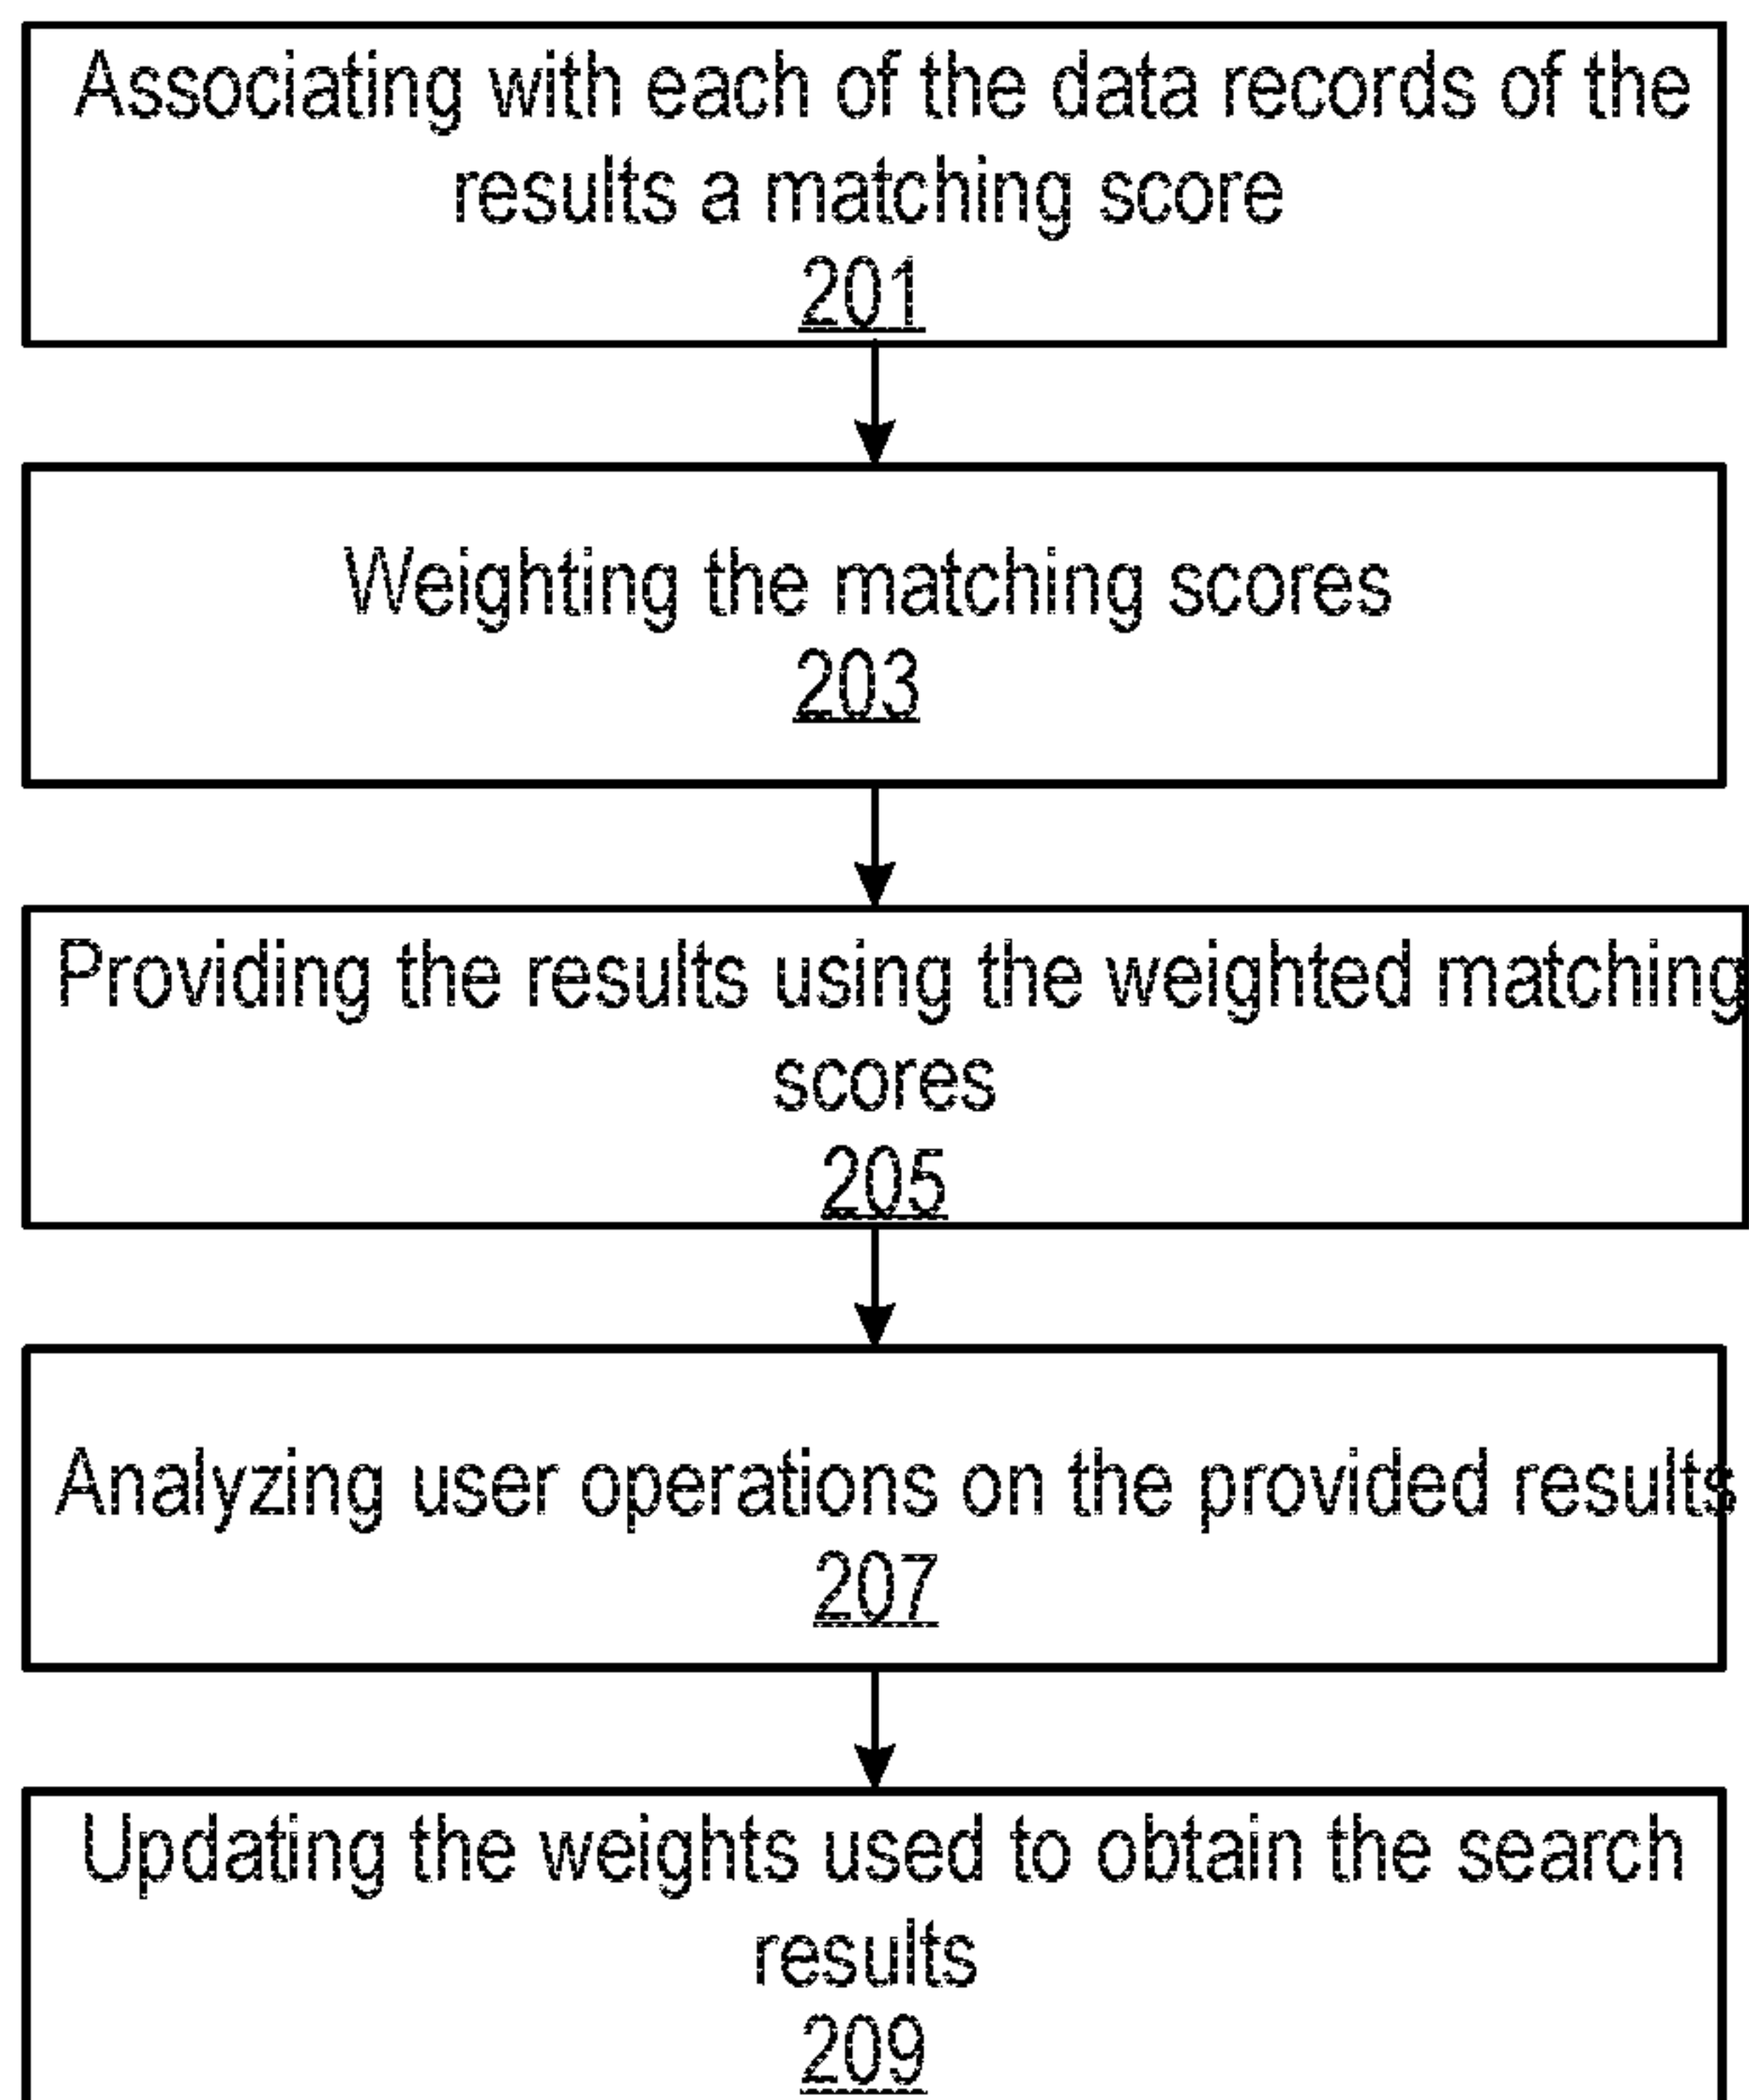 Associating with each of the data records of the
results a matching score
201
Weighting the matching scores
203
Providing the results using the weighted matching
scores
205
Analyzing user operations on the provided results
207
Updating the weights used to obtain the search
results
209